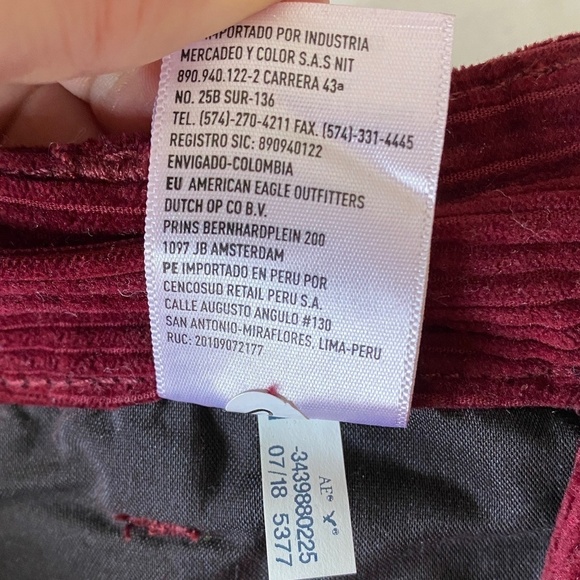 IMPORTADO POR INDUSTRIA
MERCADEO Y COLOR S.A.S NIT
890.940.122-2 CARRERA 43ª
NO. 25B SUR-136
TEL. (574)-270-4211 FAX. (574)-331-4445
REGISTRO SIC: 890940122
ENVIGADO-COLOMBIA
EU AMERICAN EAGLE OUTFITTERS
DUTCH OP CO B.V.
PRINS BERNHARDPLEIN 200
1097 JB AMSTERDAM
PE IMPORTADO EN PERU POR
CENCOSUD RETAIL PERU S.A.
CALLE AUGUSTO ANGULO #130
SAN ANTONIO-MIRAFLORES, LIMA-PERU
RUC: 20109072177
AE®
-3439880225
07/18 5377